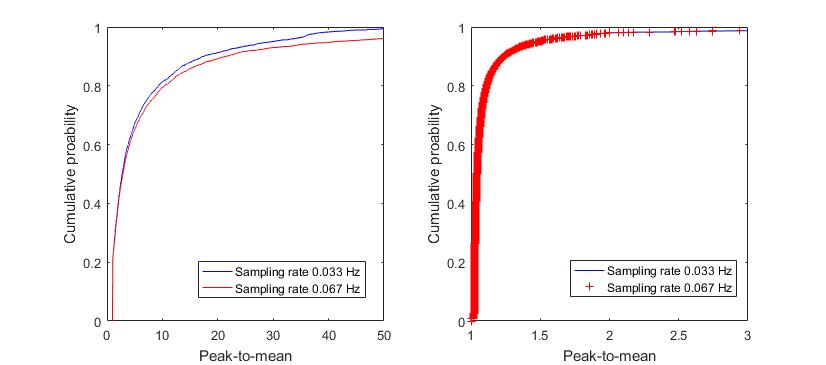 1
0.8
0.6
0.4
0.2
0
Cumulative proability
Sampling rate 0.033 Hz
Sampling rate 0.067 Hz
0 10 20 30 40 50
Peak-to-mean
1
0.8
0.6
0.4
0.2
0
Cumulative proability
Sampling rate 0.033 Hz
Sampling rate 0.067 Hz
1 1.5 2 2.5 3
Peak-to-mean